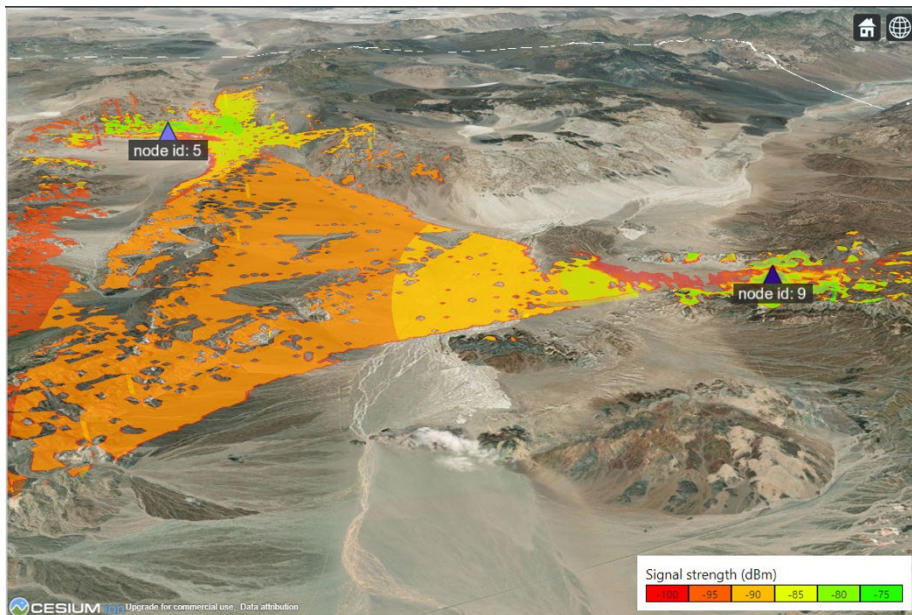 node id: 5
node id: 9
Signal strength (dBm)
-100 -95 -90 -85 -80 -75
CESIUM ion Upgrade for commercial use. Data attribution